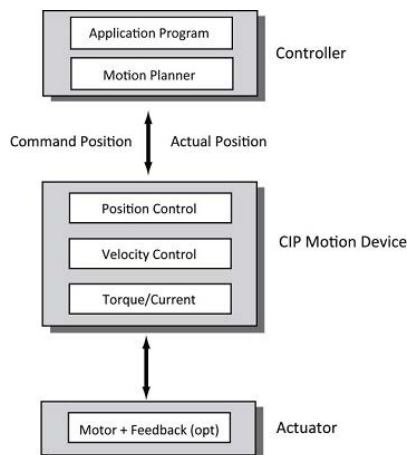 Application Program
Motion Planner
Controller
Command Position
Actual Position
Position Control
Velocity Control
Torque/Current
CIP Motion Device
Motor + Feedback (opt)
Actuator